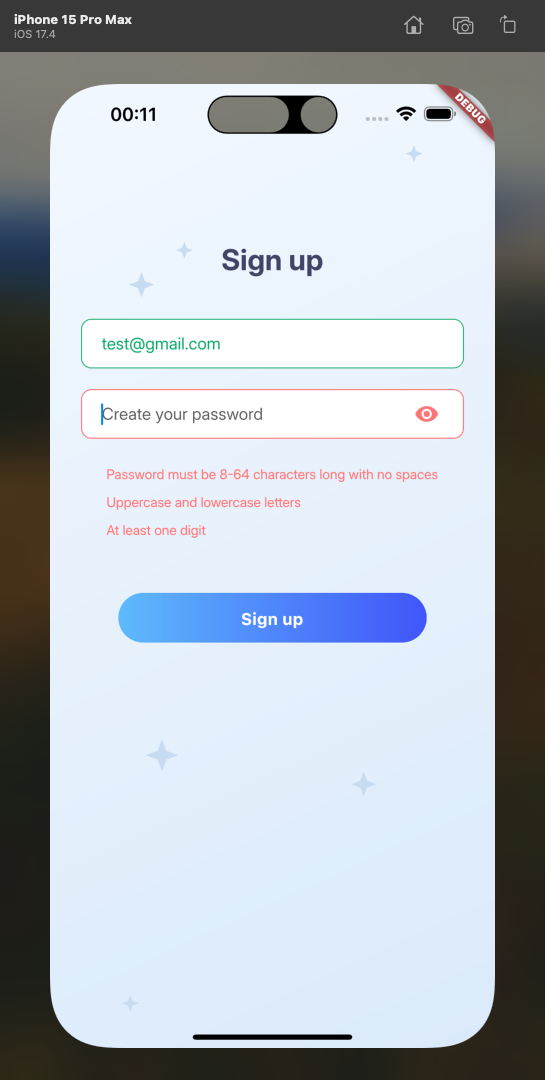 iPhone 15 Pro Max
iOS 17.4
00:11
DEBUG
Sign up
test@gmail.com
Create your password
Password must be 8-64 characters long with no spaces
Uppercase and lowercase letters
At least one digit
Sign up